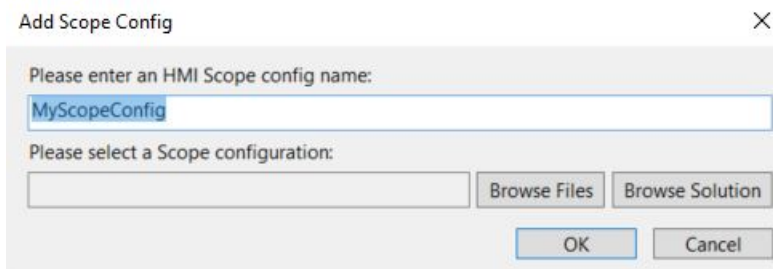 Add Scope Config
Please enter an HMI Scope config name:
MyScopeConfig
Please select a Scope configuration:
Browse Files Browse Solution
OK Cancel